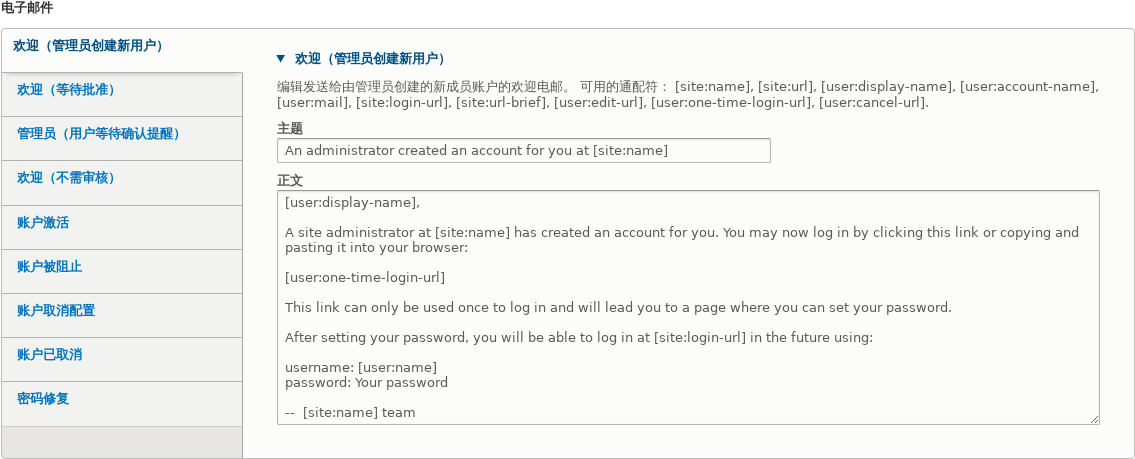 电子邮件
欢迎（管理员创建新用户）
欢迎（等待批准）
管理员（用户等待确认提醒）
欢迎（不需审核）
账户激活
账户被阻止
账户取消配置
账户已取消
密码修复
▼ 欢迎（管理员创建新用户）
编辑发送给由管理员创建的新成员账户的欢迎电邮。 可用的通配符： [site:name], [site:url], [user:display-name], [user:account-name],
[user:mail], [site:login-url], [site:url-brief], [user:edit-url], [user:one-time-login-url], [user:cancel-url].
主题
An administrator created an account for you at [site:name]
正文
[user:display-name],
A site administrator at [site:name] has created an account for you. You may now log in by clicking this link or copying and
pasting it into your browser:
[user:one-time-login-url]
This link can only be used once to log in and will lead you to a page where you can set your password.
After setting your password, you will be able to log in at [site:login-url] in the future using:
username: [user:name]
password: Your password
--  [site:name] team